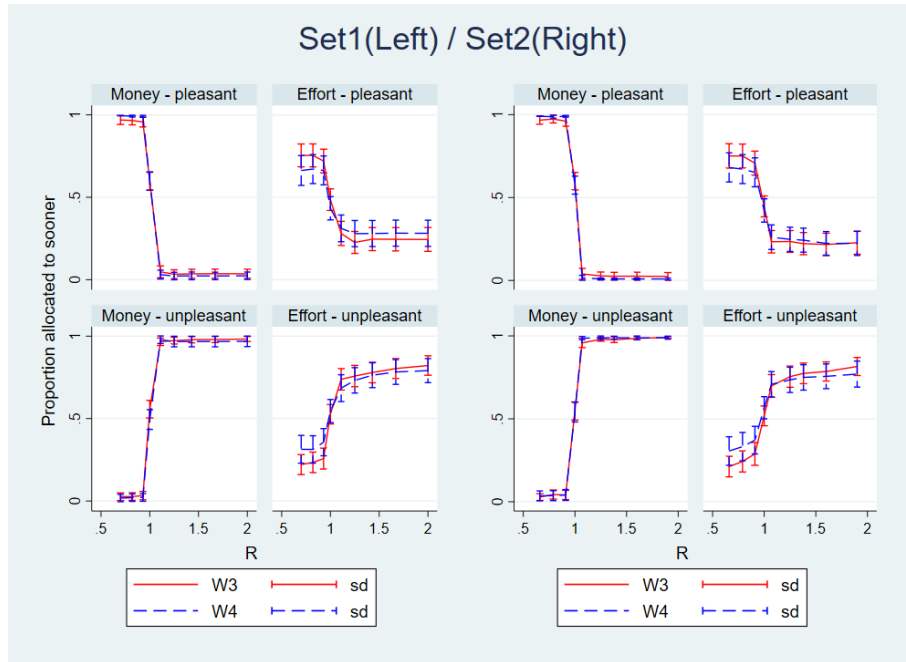 Set1(Left) / Set2(Right)
Money - pleasant
Effort - pleasant
Money - pleasant
Effort - pleasant
Proportion allocated to sooner
1
.5
0
1
.5
0
Money - unpleasant
Effort - unpleasant
Money - unpleasant
Effort - unpleasant
1
.5
0
1
.5
0
.5 1 1.5 2 .5 1 1.5 2
.5 1 1.5 2 .5 1 1.5 2
R
R
W3 sd
W4 sd
W3 sd
W4 sd